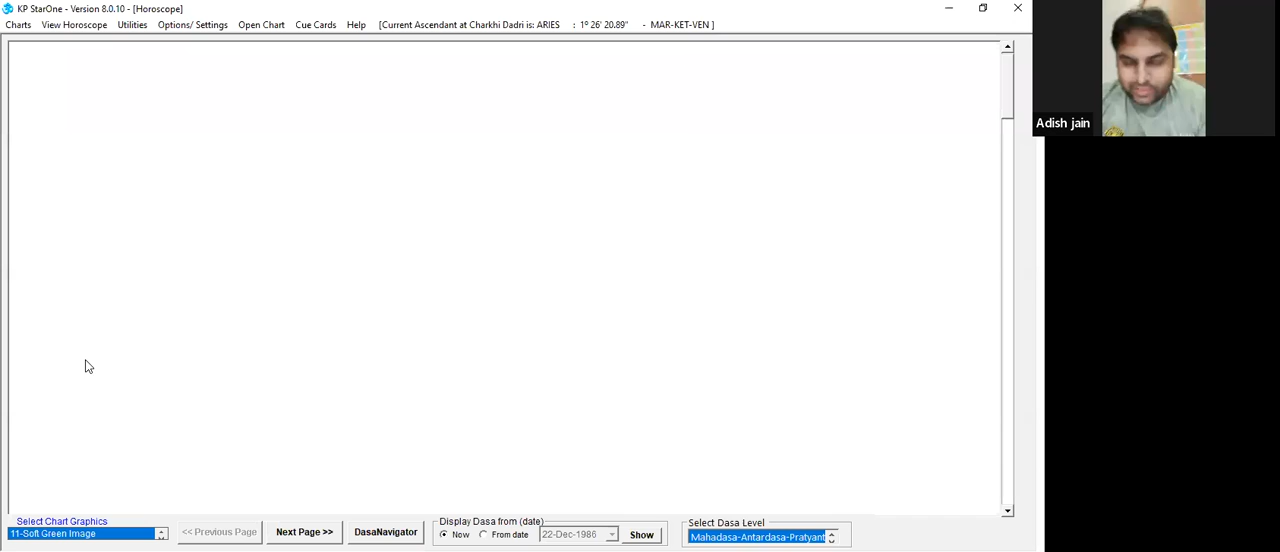 KP StarOne - Version 8.0.10 - [Horoscope]
Charts View Horoscope Utilities Options/ Settings Open Chart Cue Cards Help [Current Ascendant at Charkhi Dadri is: ARIES : 1º 26' 20.89" - MAR-KET-VEN ]
Adish jain
Select Chart Graphics
11-Soft Green Image
<< Previous Page
Next Page >>
DasaNavigator
Display Dasa from (date)
Now From date 22-Dec-1986 Show
Select Dasa Level
Mahadasa-Antardasa-Pratyant